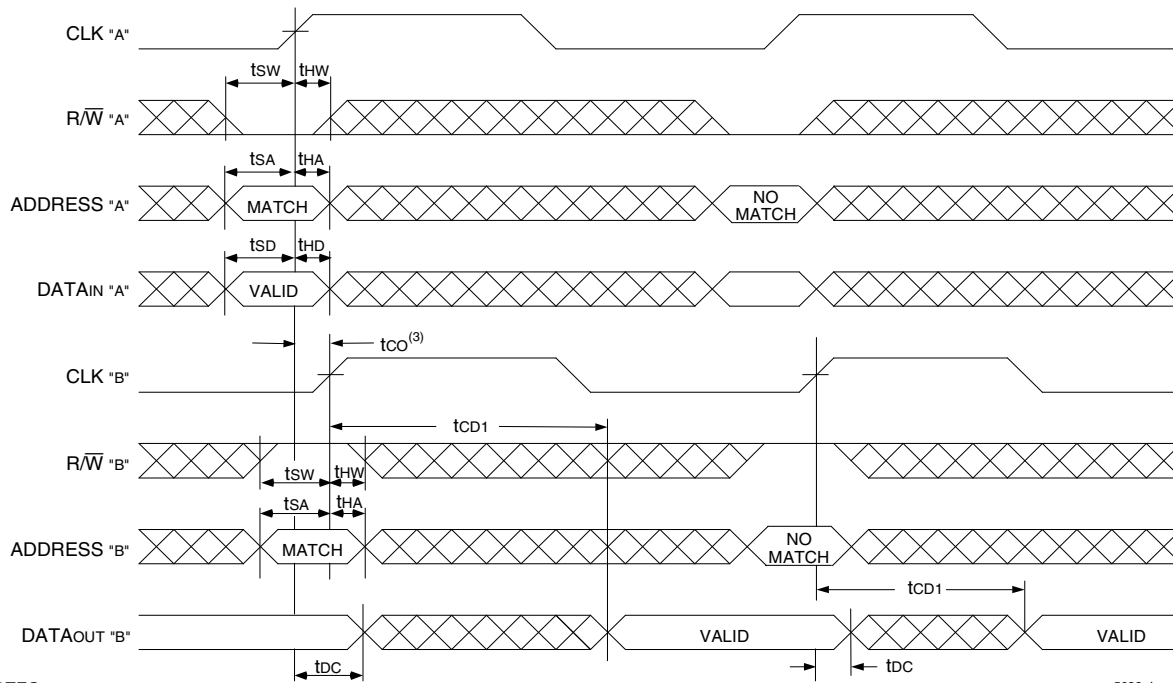 CLK "A"
tSW tHW
R/W̅ "A"
tSA tHA
ADDRESS "A" MATCH NO MATCH
tSD tHD
DATAIN "A" VALID
tCO(3)
CLK "B"
tCD1
R/W̅ "B"
tSW tHW
tSA tHA
ADDRESS "B" MATCH NO MATCH
tCD1
DATAOUT "B" VALID VALID
tDC tDC